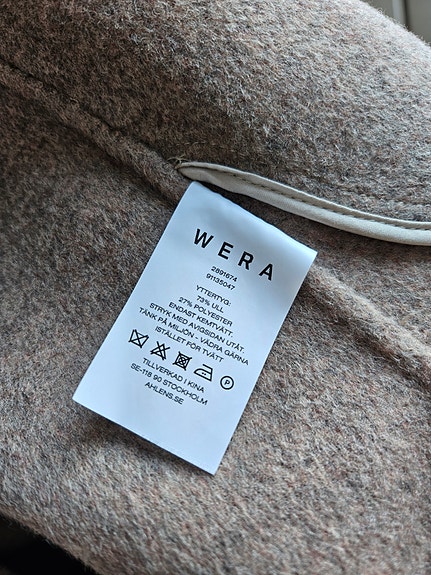 WERA
2891674
91135047
YTTERTYG:
73% ULL
27% POLYESTER
ENDAST KEMTVÄTT.
STRYK MED AVIGSIDAN UTÅT.
TÄNK PÅ MILJÖN - VÄDRA GÄRNA
ISTÄLLET FÖR TVÄTT
P
TILLVERKAD I KINA
SE-118 90 STOCKHOLM
AHLENS.SE